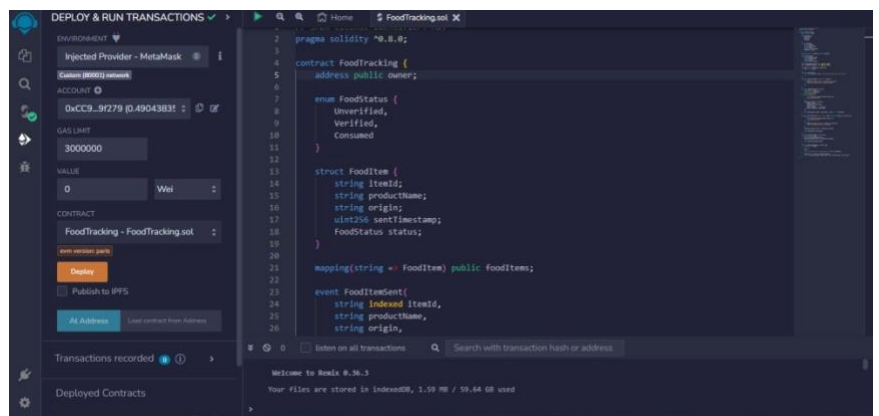 DEPLOY & RUN TRANSACTIONS
ENVIRONMENT
Injected Provider - MetaMask
Custom (80001) network
ACCOUNT
0xCC9...9f279 (0.4904383
GAS LIMIT
3000000
VALUE
0
Wei
CONTRACT
FoodTracking - FoodTracking.sol
evm version: paris
Deploy
Publish to IPFS
At Address
Load contract from Address
Transactions recorded 0
Deployed Contracts
Home
FoodTracking.sol
2 pragma solidity ^0.8.0;
3
4 contract FoodTracking {
5 address public owner;
6
7 enum FoodStatus {
8 Unverified,
9 Verified,
10 Consumed
11 }
12
13 struct FoodItem {
14 string itemId;
15 string productName;
16 string origin;
17 uint256 sentTimestamp;
18 FoodStatus status;
19 }
20
21 mapping(string => FoodItem) public foodItems;
22
23 event FoodItemSent(
24 string indexed itemId,
25 string productName,
26 string origin,
0
listen on all transactions
Search with transaction hash or address
Welcome to Remix 0.36.3
Your files are stored in indexedDB, 1.59 MB / 59.64 GB used
>